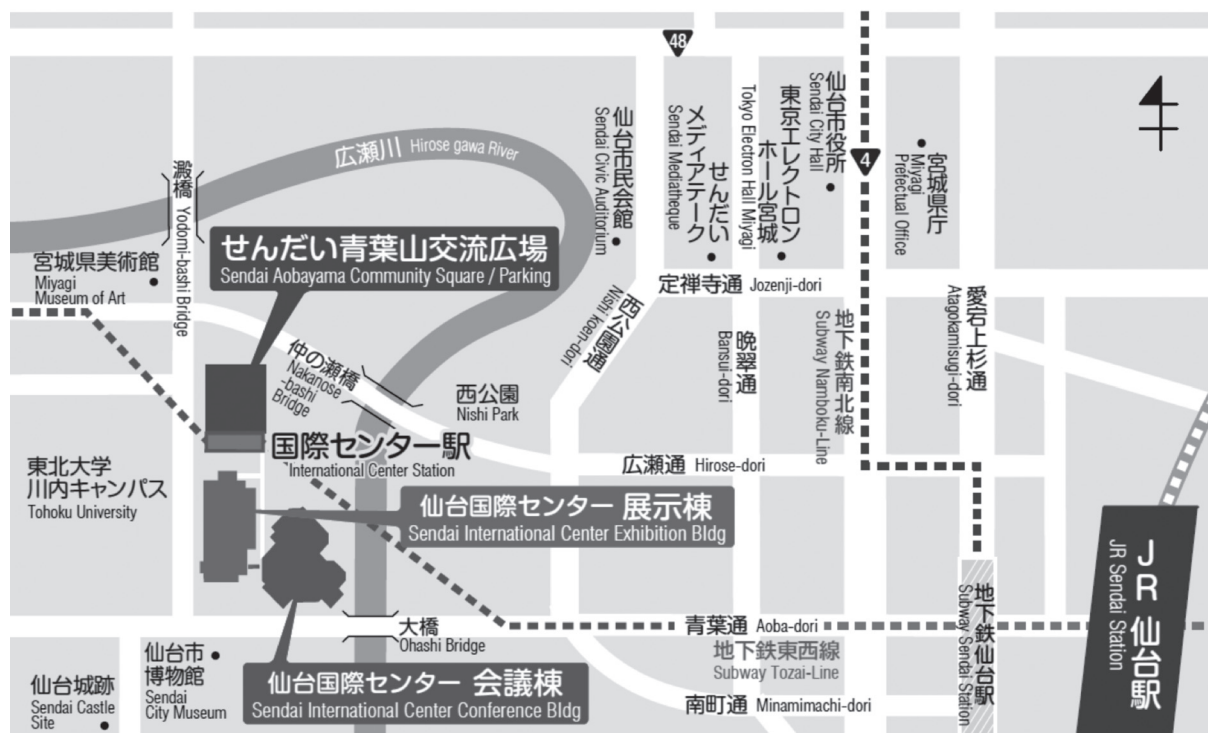 48
広瀬川 Hirose gawa River
澱橋 Yodomi-bashi Bridge
仙台市民会館
Sendai Civic Auditorium
せんだい
メディアテーク
Sendai Mediatheque
東京エレクトロン
ホール宮城
Tokyo Electron Hall Miyagi
仙台市役所
Sendai City Hall
4
宮城県庁
Miyagi
Prefectual Office
宮城県美術館
Miyagi
Museum of Art
せんだい青葉山交流広場
Sendai Aobayama Community Square / Parking
定禅寺通 Jozenji-dori
西公園通
Nishi koen-dori
晩翠通
Bansui-dori
地下鉄南北線
Subway Namboku-Line
愛宕上杉通
Atagokamisugi-dori
仲の瀬橋
Nakanose
-bashi
Bridge
西公園
Nishi Park
国際センター駅
International Center Station
広瀬通 Hirose-dori
東北大学
川内キャンパス
Tohoku University
仙台国際センター 展示棟
Sendai International Center Exhibition Bldg
JR 仙台駅
JR Sendai Station
地下鉄仙台駅
Subway Sendai Station
大橋
Ohashi Bridge
青葉通 Aoba-dori
地下鉄東西線
Subway Tozai-Line
仙台市
博物館
Sendai
City Museum
仙台城跡
Sendai Castle
Site
仙台国際センター 会議棟
Sendai International Center Conference Bldg
南町通 Minamimachi-dori